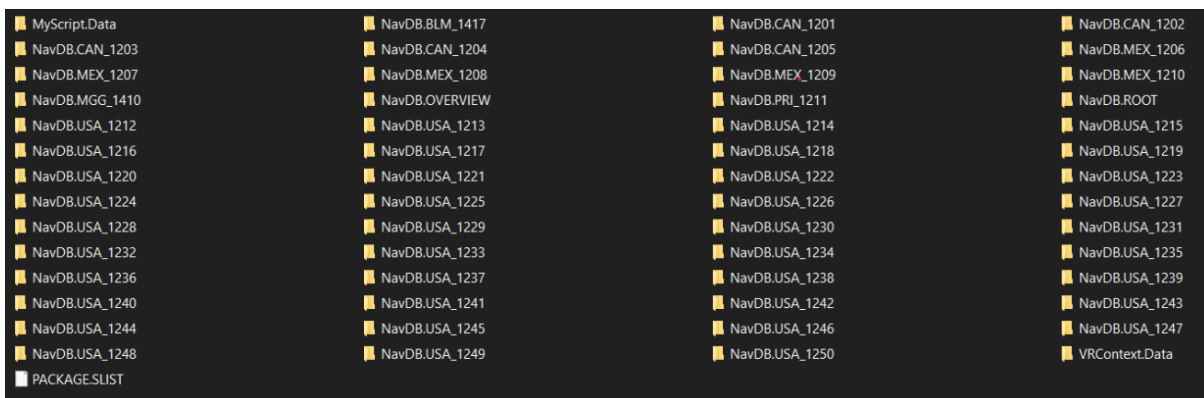 MyScript.Data NavDB.BLM_1417 NavDB.CAN_1201 NavDB.CAN_1202
NavDB.CAN_1203 NavDB.CAN_1204 NavDB.CAN_1205 NavDB.MEX_1206
NavDB.MEX_1207 NavDB.MEX_1208 NavDB.MEX_1209 NavDB.MEX_1210
NavDB.MGG_1410 NavDB.OVERVIEW NavDB.PRI_1211 NavDB.ROOT
NavDB.USA_1212 NavDB.USA_1213 NavDB.USA_1214 NavDB.USA_1215
NavDB.USA_1216 NavDB.USA_1217 NavDB.USA_1218 NavDB.USA_1219
NavDB.USA_1220 NavDB.USA_1221 NavDB.USA_1222 NavDB.USA_1223
NavDB.USA_1224 NavDB.USA_1225 NavDB.USA_1226 NavDB.USA_1227
NavDB.USA_1228 NavDB.USA_1229 NavDB.USA_1230 NavDB.USA_1231
NavDB.USA_1232 NavDB.USA_1233 NavDB.USA_1234 NavDB.USA_1235
NavDB.USA_1236 NavDB.USA_1237 NavDB.USA_1238 NavDB.USA_1239
NavDB.USA_1240 NavDB.USA_1241 NavDB.USA_1242 NavDB.USA_1243
NavDB.USA_1244 NavDB.USA_1245 NavDB.USA_1246 NavDB.USA_1247
NavDB.USA_1248 NavDB.USA_1249 NavDB.USA_1250 VRContext.Data
PACKAGE.SLIST